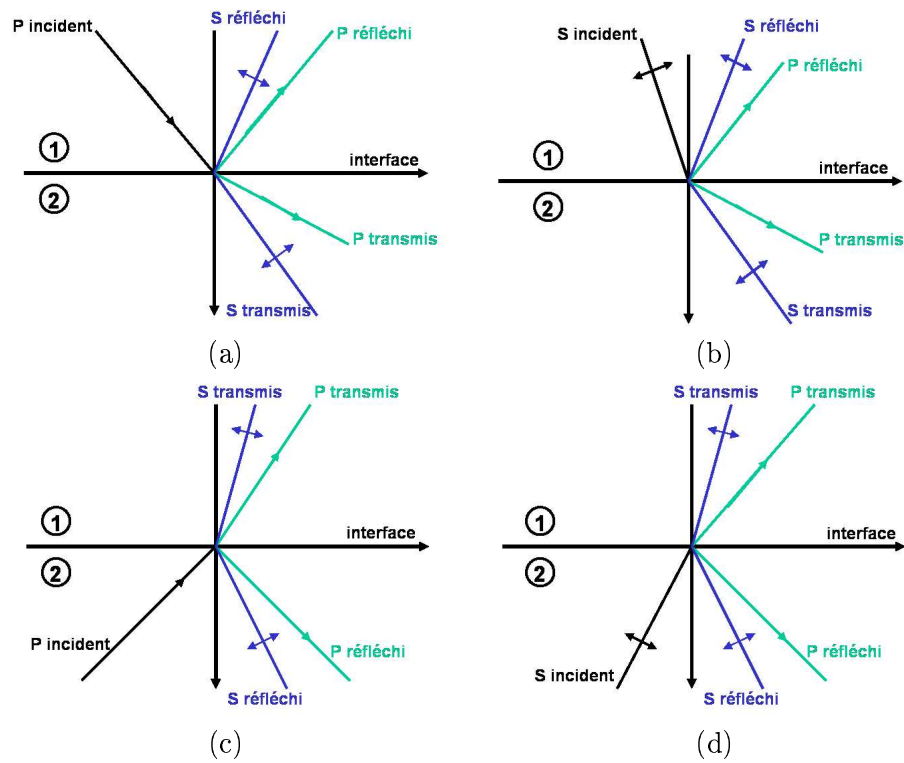 P incident
S réfléchi
P réfléchi
1
interface
2
P transmis
S transmis
(a)
S incident
S réfléchi
P réfléchi
1
interface
2
P transmis
S transmis
(b)
S transmis
P transmis
1
interface
2
P incident
P réfléchi
S réfléchi
(c)
S transmis
P transmis
1
interface
2
S incident
P réfléchi
S réfléchi
(d)